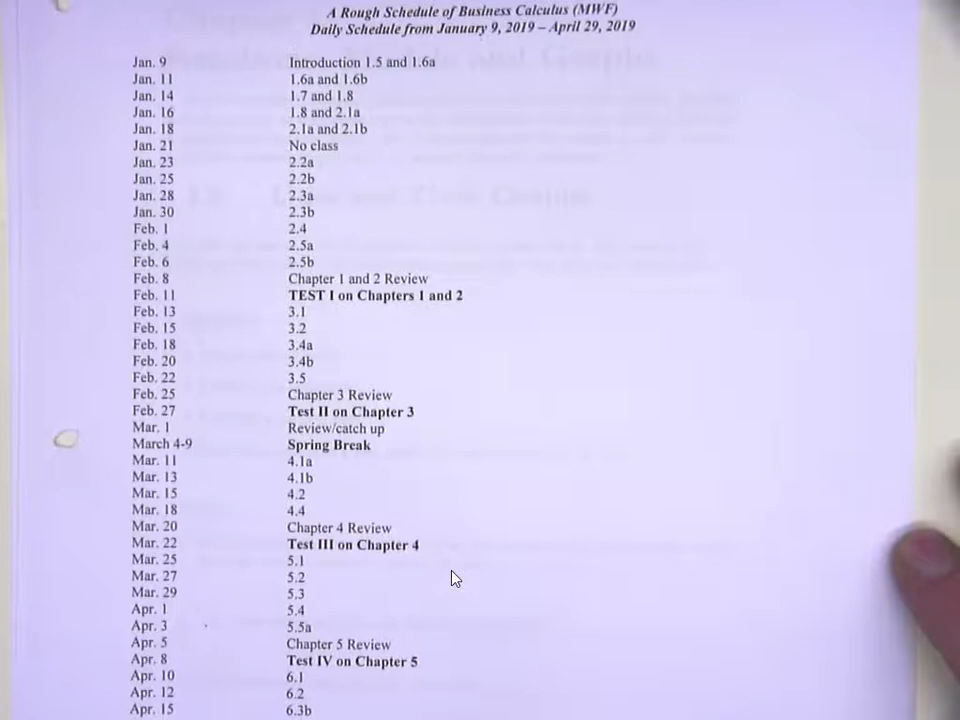 A Rough Schedule of Business Calculus (MWF)
Daily Schedule from January 9, 2019 – April 29, 2019
Jan. 9 Introduction 1.5 and 1.6a
Jan. 11 1.6a and 1.6b
Jan. 14 1.7 and 1.8
Jan. 16 1.8 and 2.1a
Jan. 18 2.1a and 2.1b
Jan. 21 No class
Jan. 23 2.2a
Jan. 25 2.2b
Jan. 28 2.3a
Jan. 30 2.3b
Feb. 1 2.4
Feb. 4 2.5a
Feb. 6 2.5b
Feb. 8 Chapter 1 and 2 Review
Feb. 11 TEST I on Chapters 1 and 2
Feb. 13 3.1
Feb. 15 3.2
Feb. 18 3.4a
Feb. 20 3.4b
Feb. 22 3.5
Feb. 25 Chapter 3 Review
Feb. 27 Test II on Chapter 3
Mar. 1 Review/catch up
March 4-9 Spring Break
Mar. 11 4.1a
Mar. 13 4.1b
Mar. 15 4.2
Mar. 18 4.4
Mar. 20 Chapter 4 Review
Mar. 22 Test III on Chapter 4
Mar. 25 5.1
Mar. 27 5.2
Mar. 29 5.3
Apr. 1 5.4
Apr. 3 5.5a
Apr. 5 Chapter 5 Review
Apr. 8 Test IV on Chapter 5
Apr. 10 6.1
Apr. 12 6.2
Apr. 15 6.3b